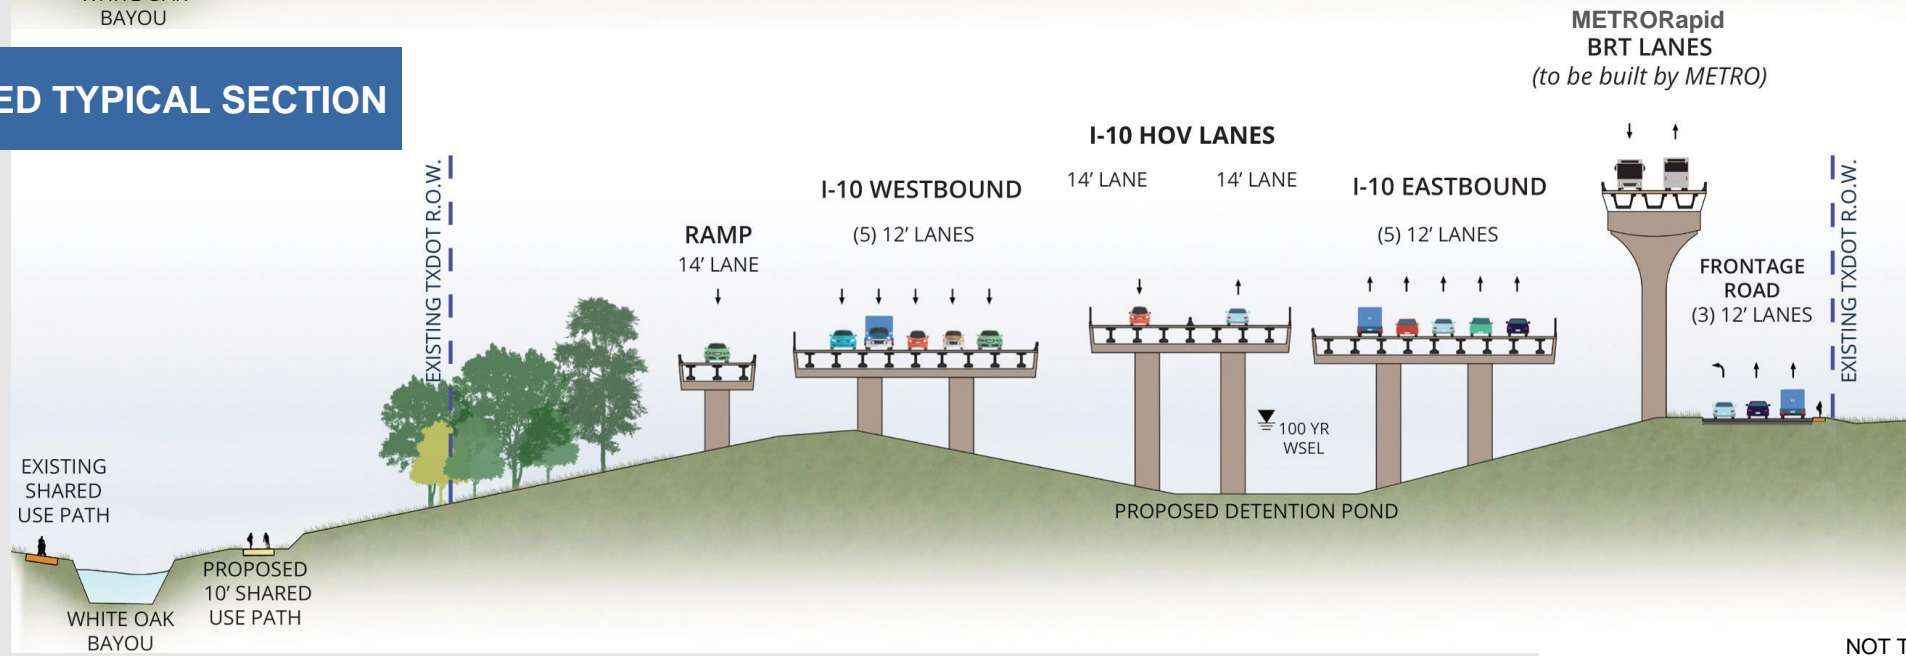 BAYOU
ED TYPICAL SECTION
METRORapid
BRT LANES
(to be built by METRO)
I-10 HOV LANES
14' LANE
14' LANE
I-10 WESTBOUND
(5) 12' LANES
I-10 EASTBOUND
(5) 12' LANES
RAMP
14' LANE
EXISTING TXDOT R.O.W.
FRONTAGE
ROAD
(3) 12' LANES
EXISTING TXDOT R.O.W.
100 YR
WSEL
EXISTING
SHARED
USE PATH
PROPOSED DETENTION POND
PROPOSED
10' SHARED
USE PATH
WHITE OAK
BAYOU
NOT T